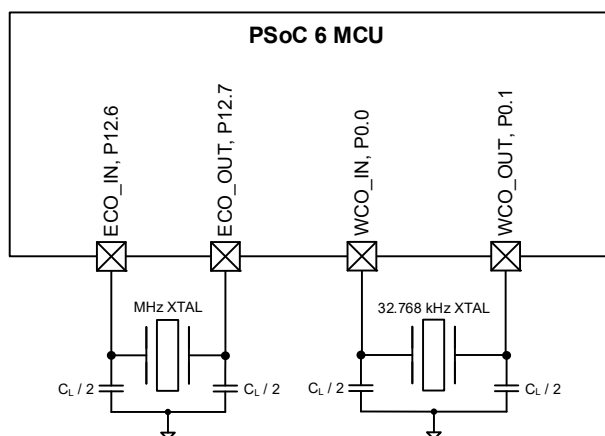 PSoC 6 MCU
ECO_IN, P12.6
ECO_OUT, P12.7
WCO_IN, P0.0
WCO_OUT, P0.1
MHz XTAL
32.768 kHz XTAL
CL / 2
CL / 2
CL / 2
CL / 2